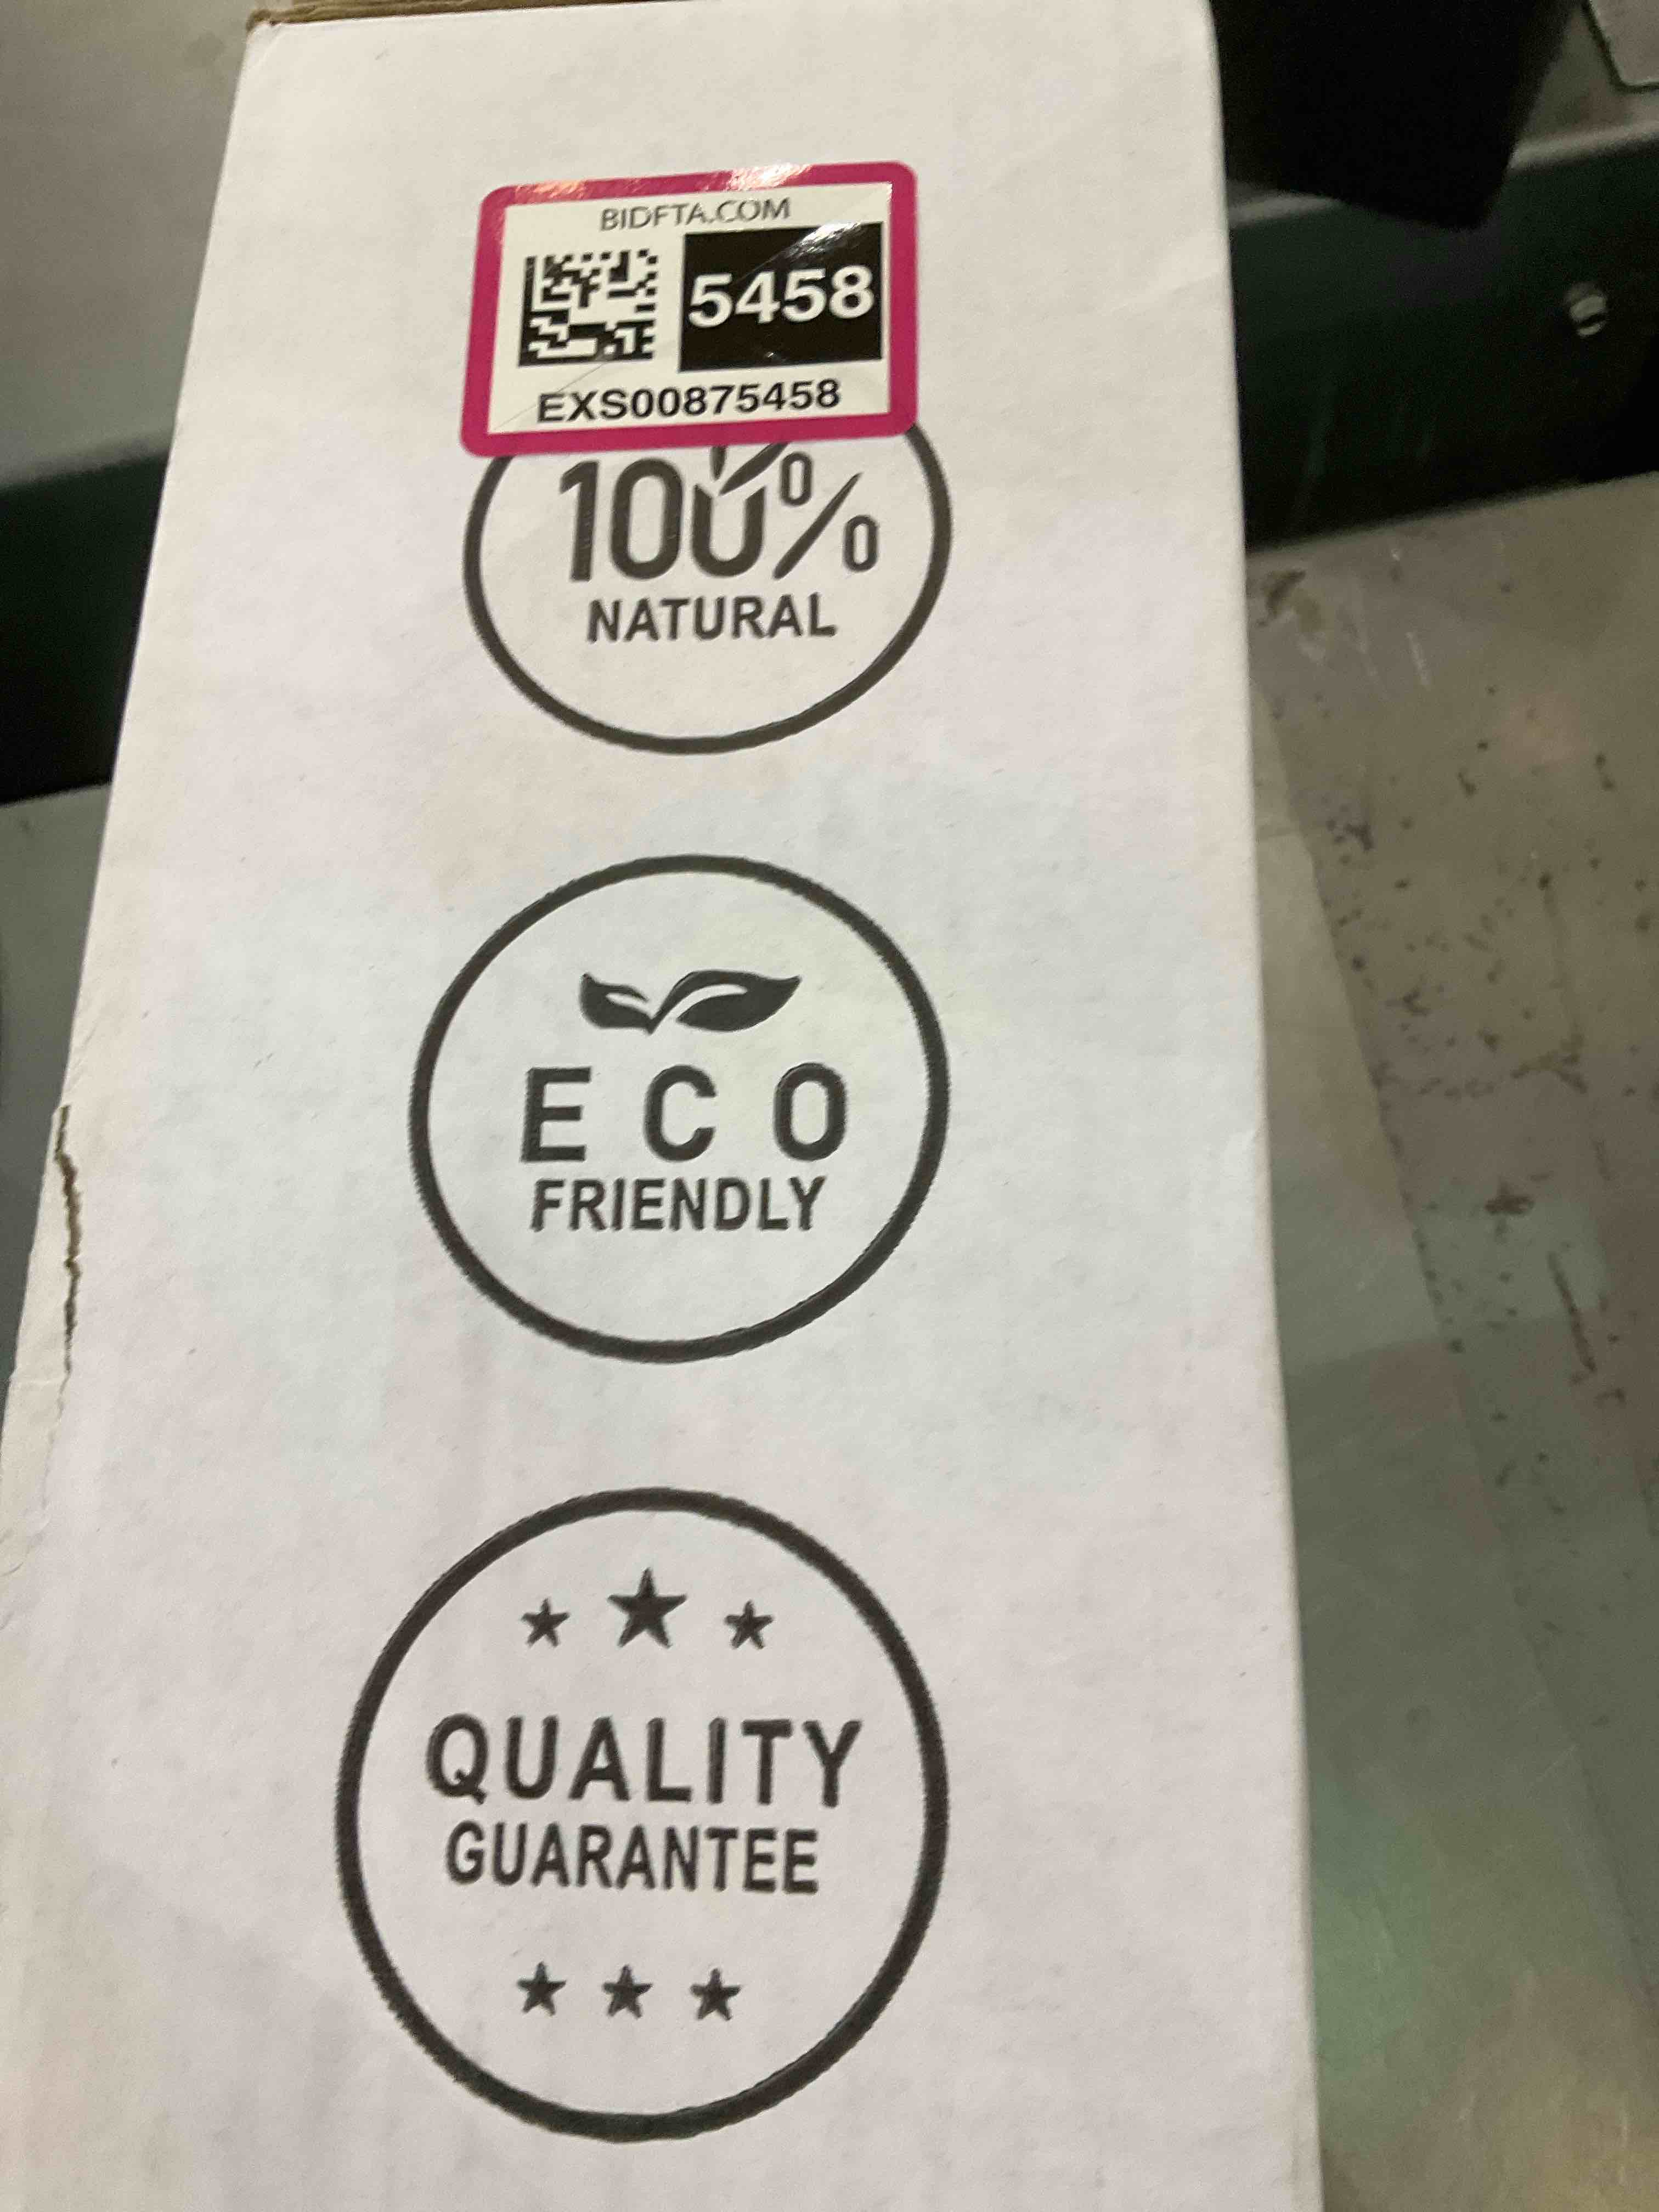 BIDFTA.COM
5458
EXS00875458
100%
NATURAL
ECO
FRIENDLY
QUALITY
GUARANTEE